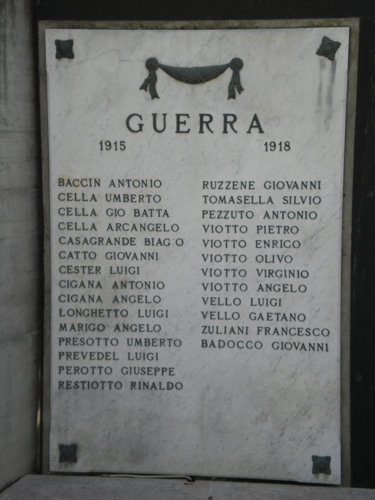 GUERRA
1915 1918
BACCIN ANTONIO
CELLA UMBERTO
CELLA GIO BATTA
CELLA ARCANGELO
CASAGRANDE BIAG O
CATTO GIOVANNI
CESTER LUIGI
CIGANA ANTONIO
CIGANA ANGELO
LONGHETTO LUIGI
MARIGO ANGELO
PRESOTTO UMBERTO
PREVEDEL LUIGI
PEROTTO GIUSEPPE
RESTIOTTO RINALDO
RUZZENE GIOVANNI
TOMASELLA SILVIO
PEZZUTO ANTONIO
VIOTTO PIETRO
VIOTTO ENRICO
VIOTTO OLIVO
VIOTTO VIRGINIO
VIOTTO ANGELO
VELLO LUIGI
VELLO GAETANO
ZULIANI FRANCESCO
BADOCCO GIOVANNI